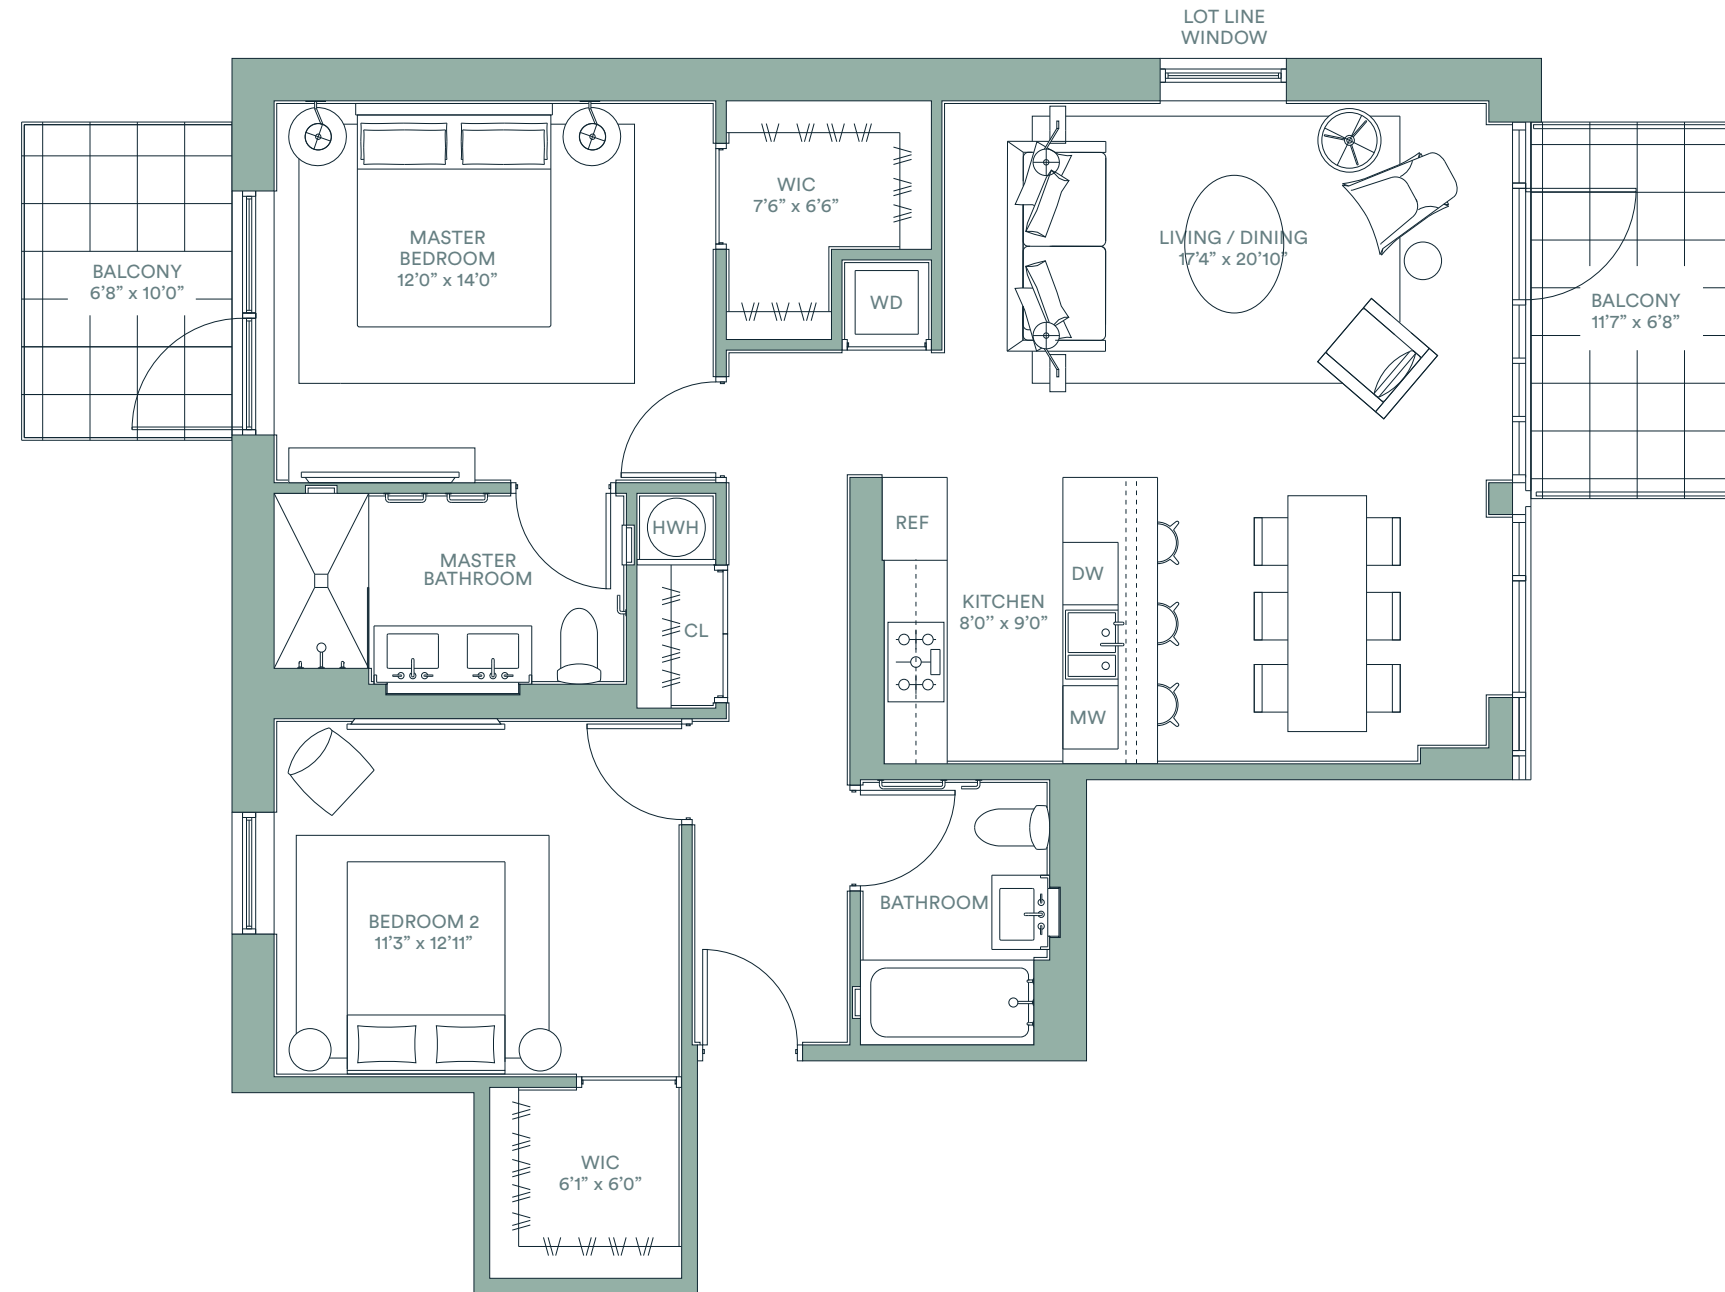 LOT LINE
WINDOW
WIC
7’6” x 6’6”
MASTER
BEDROOM
12’0” x 14’0”
LIVING / DINING
17’4” x 20’10”
BALCONY
6’8” x 10’0”
WD
BALCONY
11’7” x 6’8”
REF
HWH
MASTER
BATHROOM
DW
KITCHEN
8’0’’ x 9’0”
CL
MW
BATHROOM
BEDROOM 2
11’3” x 12’11”
WIC
6’1” x 6’0”